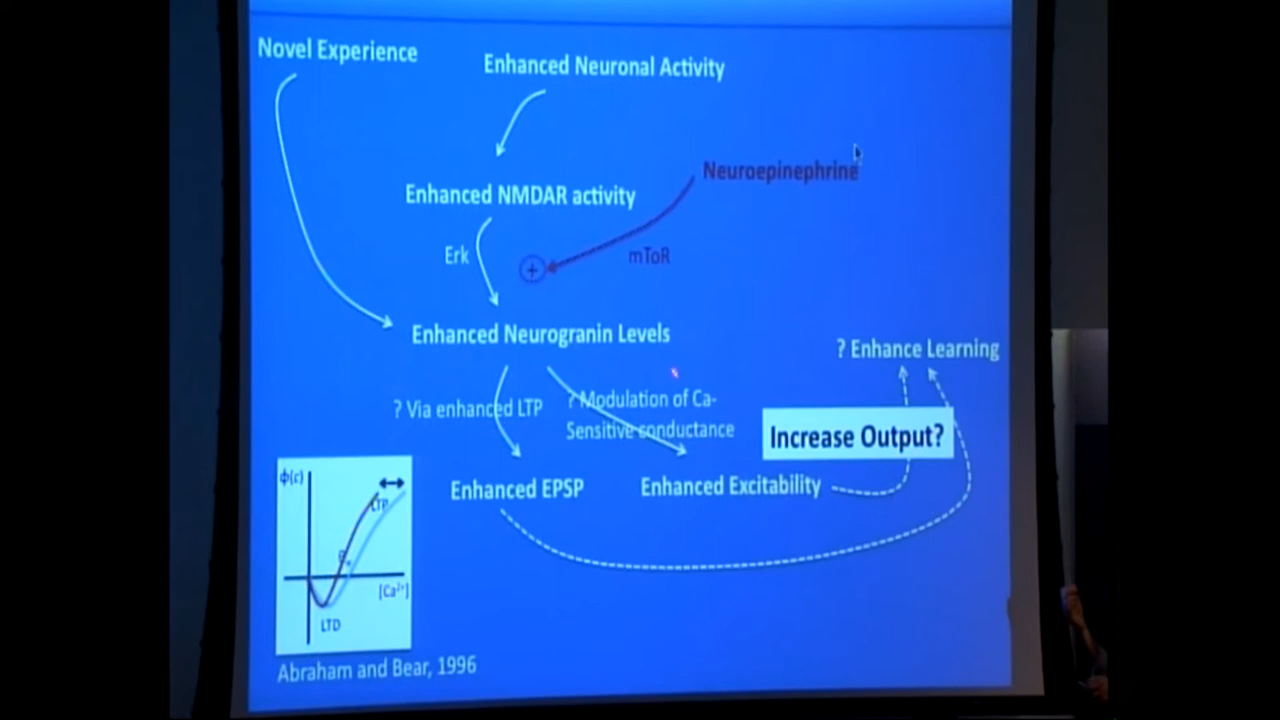 Novel Experience
Enhanced Neuronal Activity
Neuroepinephrine
Enhanced NMDAR activity
Erk
+
mToR
Enhanced Neurogranin Levels
? Enhance Learning
? Via enhanced LTP
? Modulation of Ca-
Sensitive conductance
Increase Output?
Enhanced EPSP
Enhanced Excitability
ϕ(c)
LTP
[Ca²⁺]
LTD
Abraham and Bear, 1996